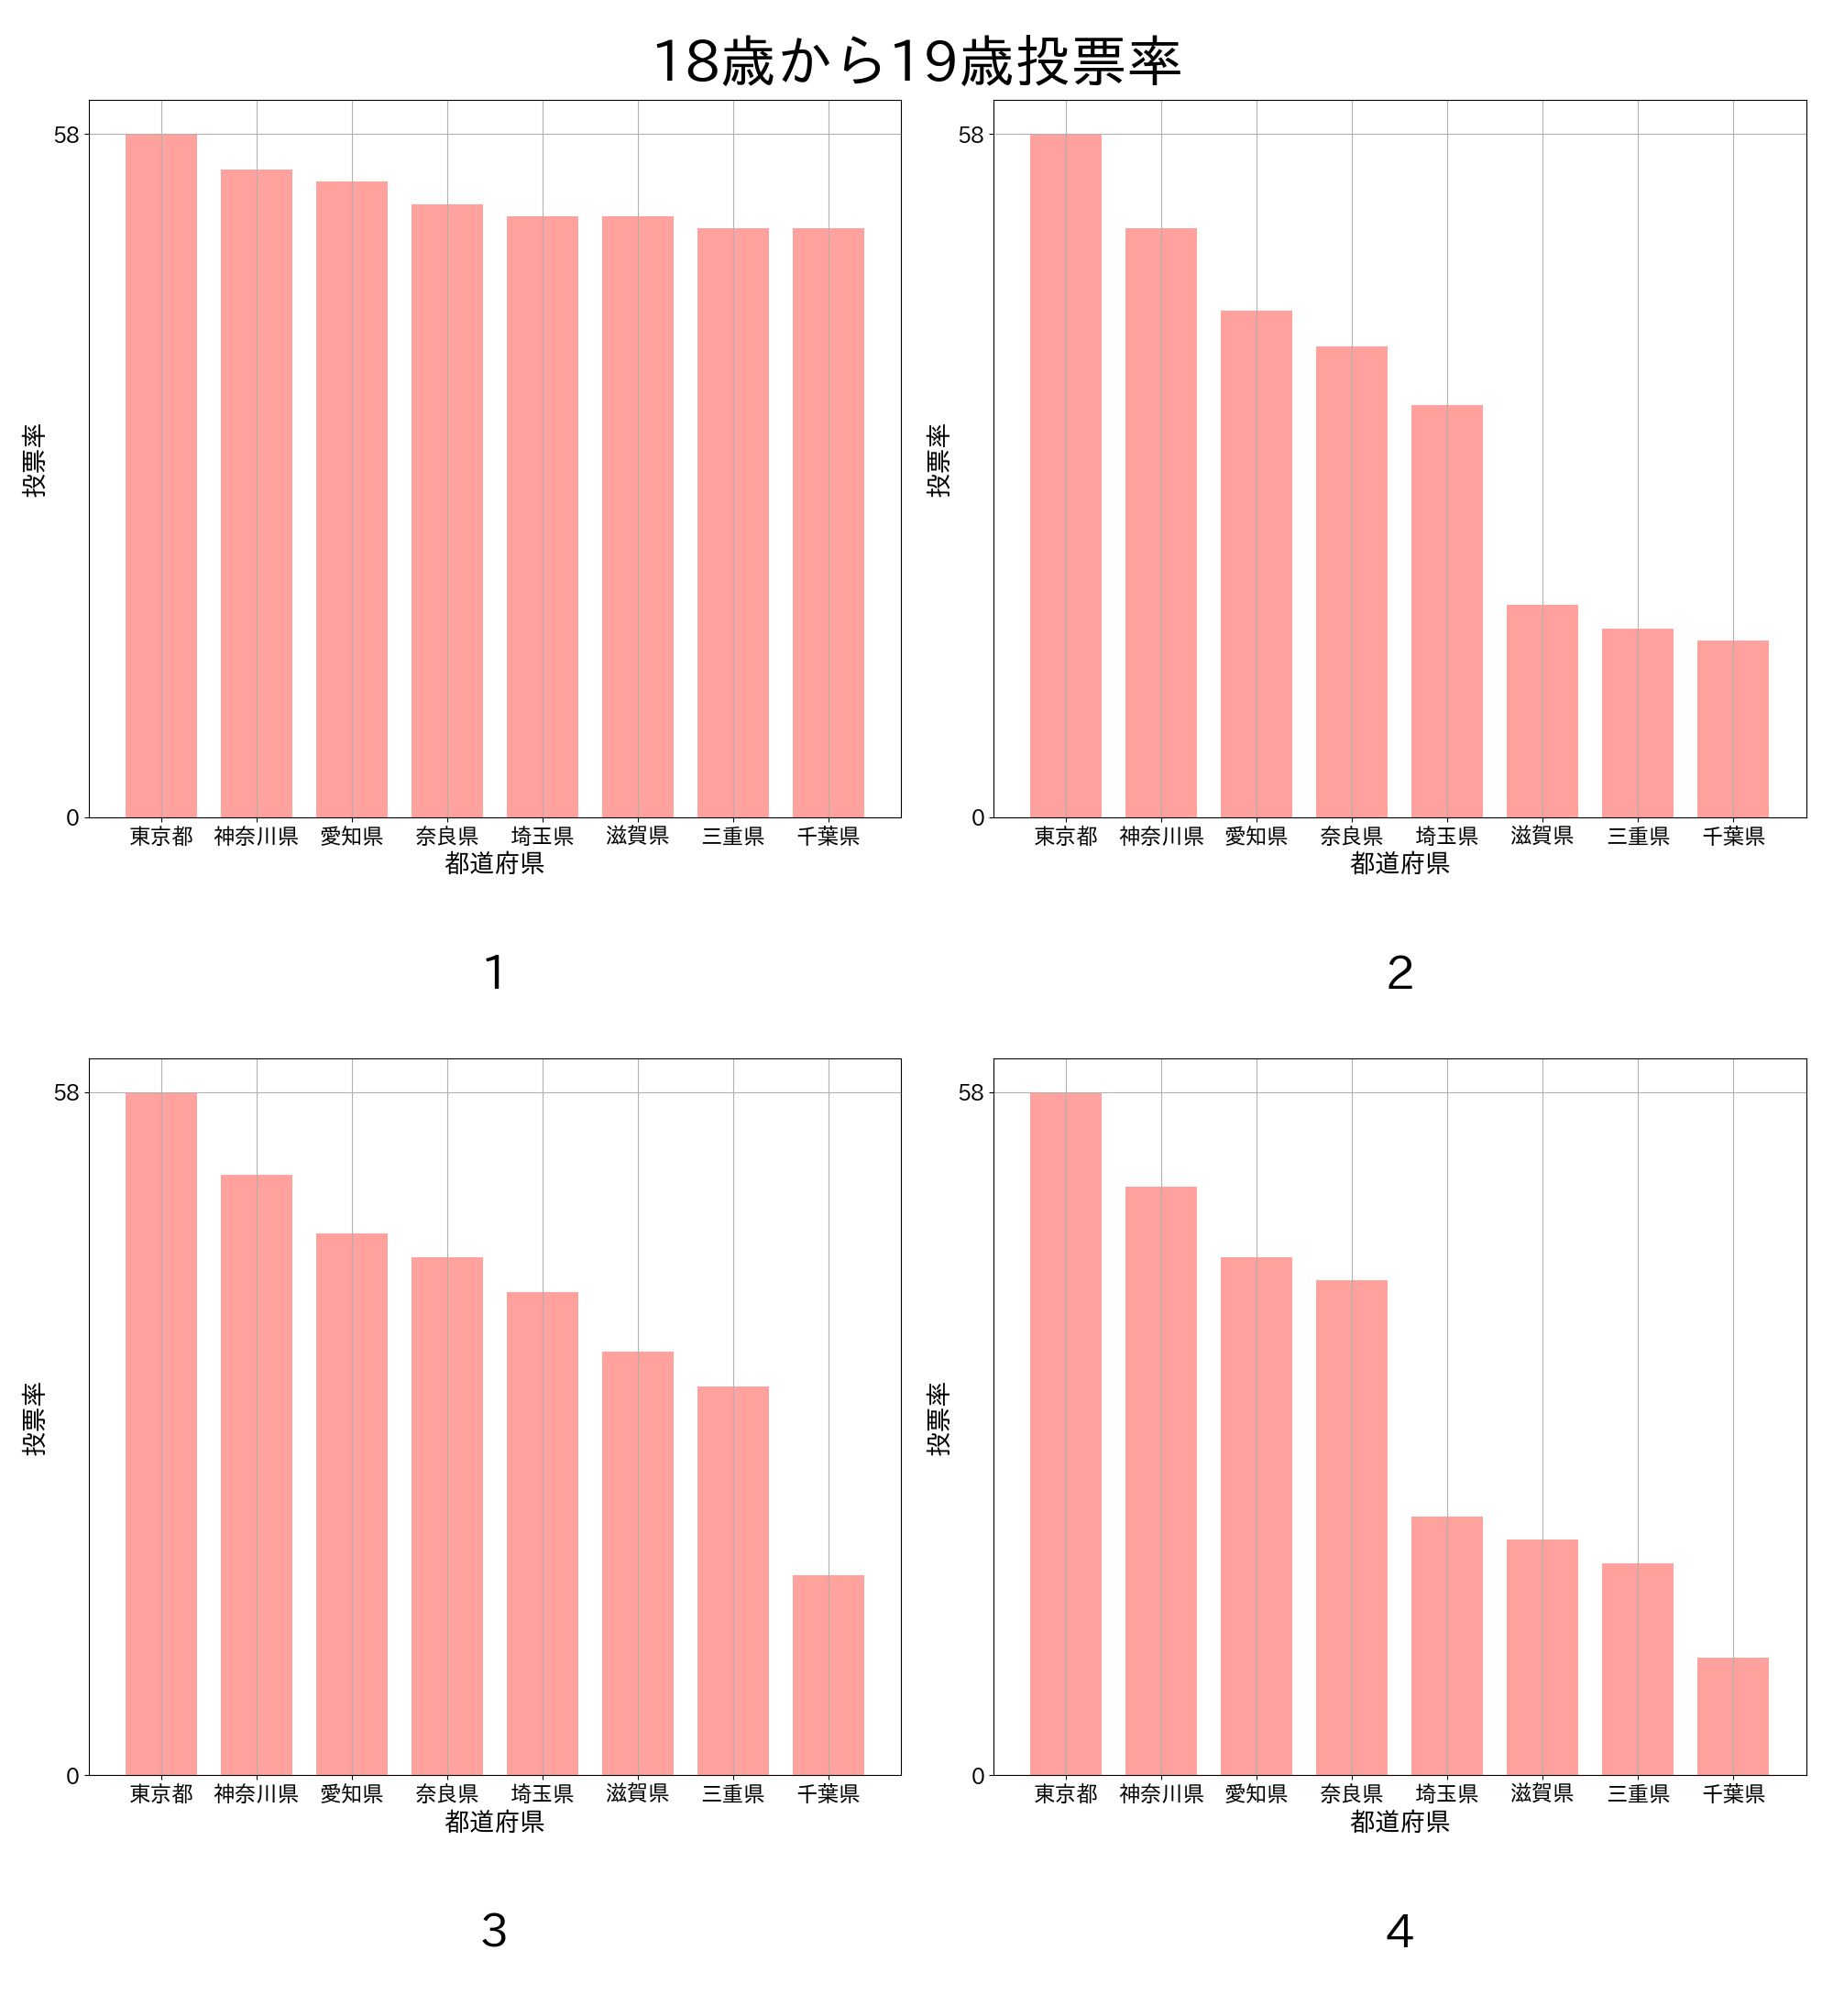 18歳から19歳投票率
58
0
投票率
東京都 神奈川県 愛知県 奈良県 埼玉県 滋賀県 三重県 千葉県
都道府県
1
58
0
投票率
東京都 神奈川県 愛知県 奈良県 埼玉県 滋賀県 三重県 千葉県
都道府県
2
58
0
投票率
東京都 神奈川県 愛知県 奈良県 埼玉県 滋賀県 三重県 千葉県
都道府県
3
58
0
投票率
東京都 神奈川県 愛知県 奈良県 埼玉県 滋賀県 三重県 千葉県
都道府県
4